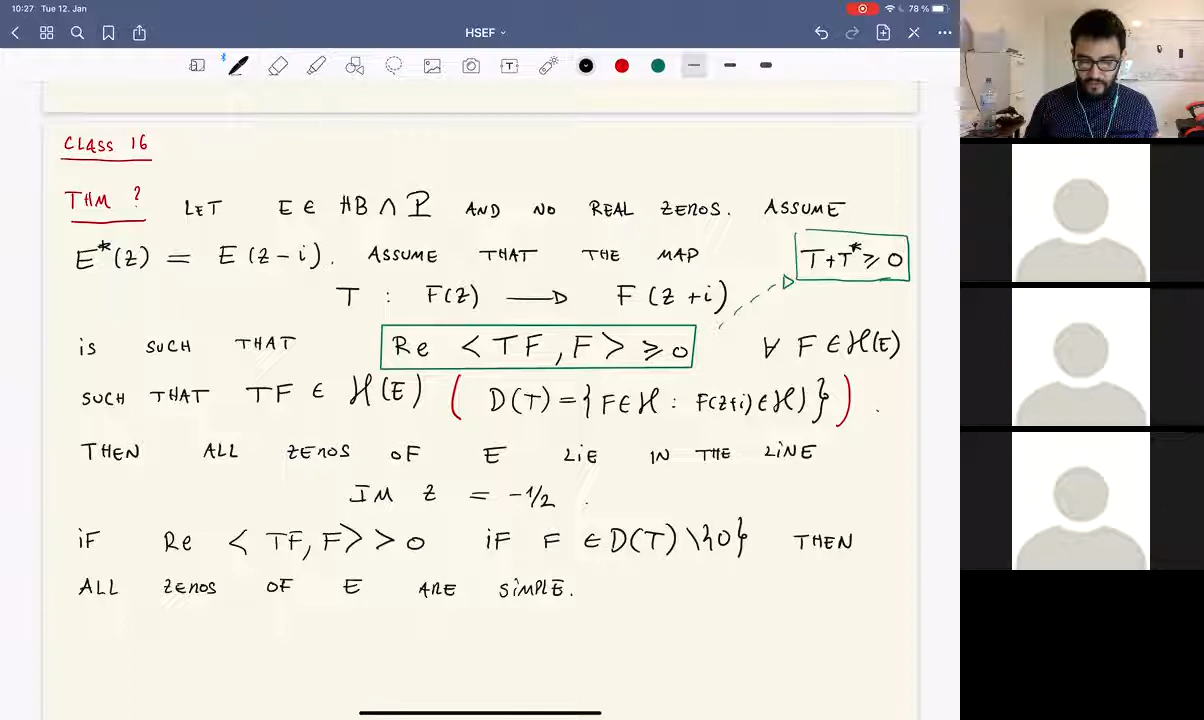 10:27 Tue 12. Jan
78 %
HSEF
CLASS 16
THM ? LET E ∈ HB ∩ P AND NO REAL ZEROS. ASSUME
E*(z) = E(z-i). ASSUME THAT THE MAP
T+T* ≥ 0
T : F(z) → F(z+i)
IS SUCH THAT Re <TF, F> ≥ 0 ∀ F ∈ H(E)
SUCH THAT TF ∈ H(E) ( D(T) = {F ∈ H : F(z+i) ∈ H) } ) .
THEN ALL ZEROS OF E LIE IN THE LINE
IM z = -1/2 .
IF Re <TF, F> > 0 IF F ∈ D(T) \ {0} THEN
ALL ZEROS OF E ARE SIMPLE.